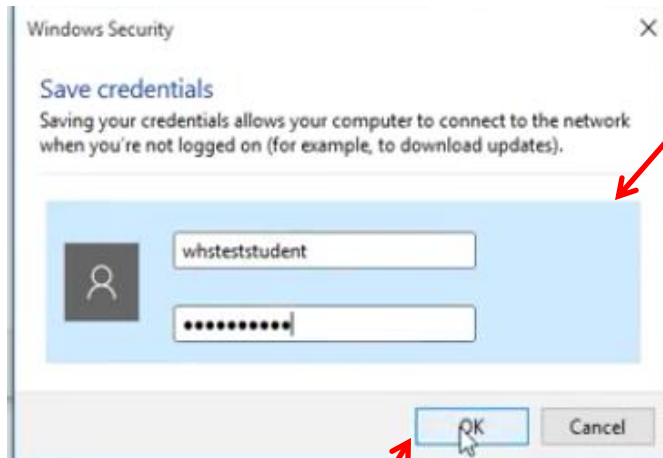 Windows Security
Save credentials
Saving your credentials allows your computer to connect to the network
when you're not logged on (for example, to download updates).
whsteststudent
●●●●●●●●●●
OK
Cancel